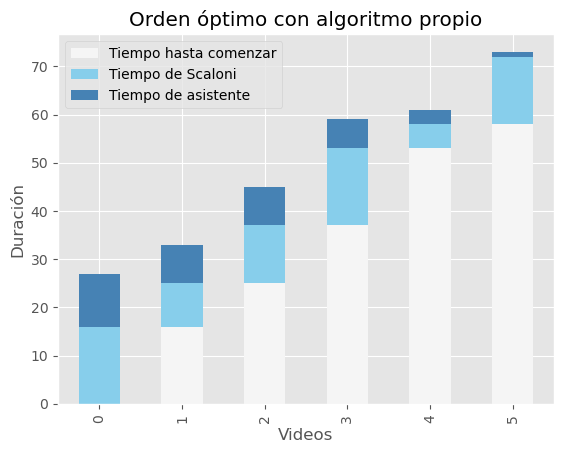 Orden óptimo con algoritmo propio
Tiempo hasta comenzar
Tiempo de Scaloni
Tiempo de asistente
Duración
70
60
50
40
30
20
10
0
0 1 2 3 4 5
Videos